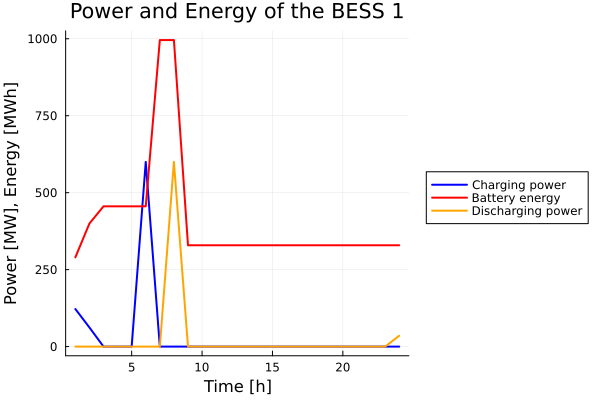 Power and Energy of the BESS 1
Power [MW], Energy [MWh]
1000
750
500
250
0
5
10
15
20
Time [h]
Charging power
Battery energy
Discharging power